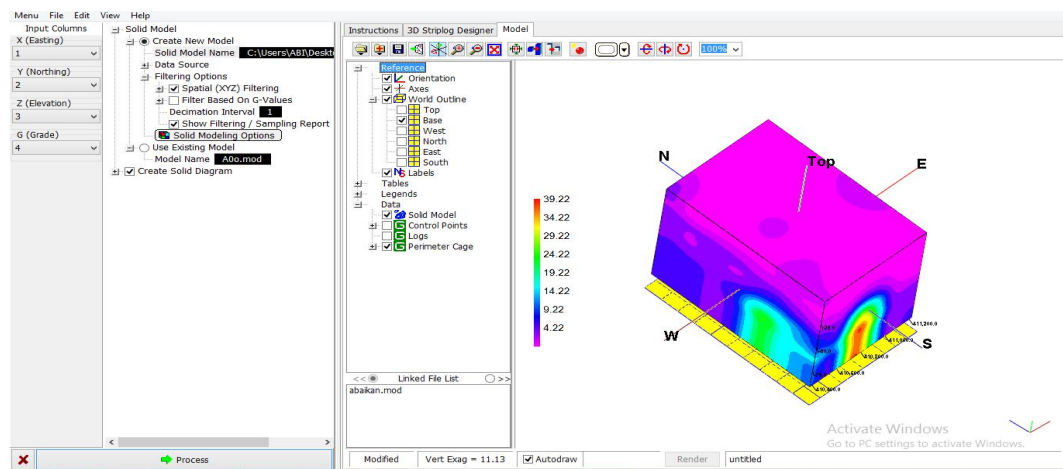 Menu File Edit View Help
Input Columns
X (Easting)
1
Y (Northing)
2
Z (Elevation)
3
G (Grade)
4
Solid Model
Create New Model
Solid Model Name C:\Users\ABI\Deskt
Data Source
Filtering Options
Spatial (XYZ) Filtering
Filter Based On G-Values
Decimation Interval 1
Show Filtering / Sampling Report
Solid Modeling Options
Use Existing Model
Model Name A0o.mod
Create Solid Diagram
Process
Instructions 3D Striplog Designer Model
100%
Reference
Orientation
Axes
World Outline
Top
Base
West
North
East
South
Labels
Tables
Legends
Data
Solid Model
Control Points
Logs
Perimeter Cage
<< Linked File List >>
abaikan.mod
39.22
34.22
29.22
24.22
19.22
14.22
9.22
4.22
N
Top
E
W
S
411,200.0
Activate Windows
Go to PC settings to activate Windows.
Modified Vert Exag = 11.13 Autodraw Render untitled